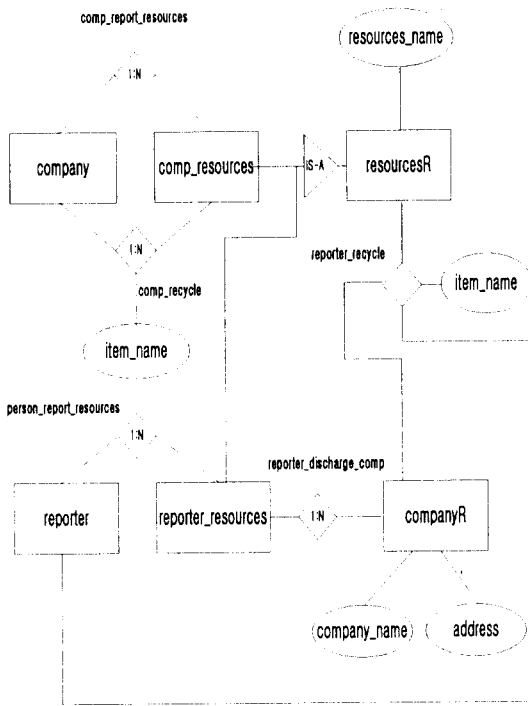 comp_report_resources
1:N
resources_name
company
comp_resources
IS-A
resourcesR
1:N
comp_recycle
reporter_recycle
item_name
item_name
person_report_resources
1:N
reporter_discharge_comp
reporter
reporter_resources
1:N
companyR
company_name
address